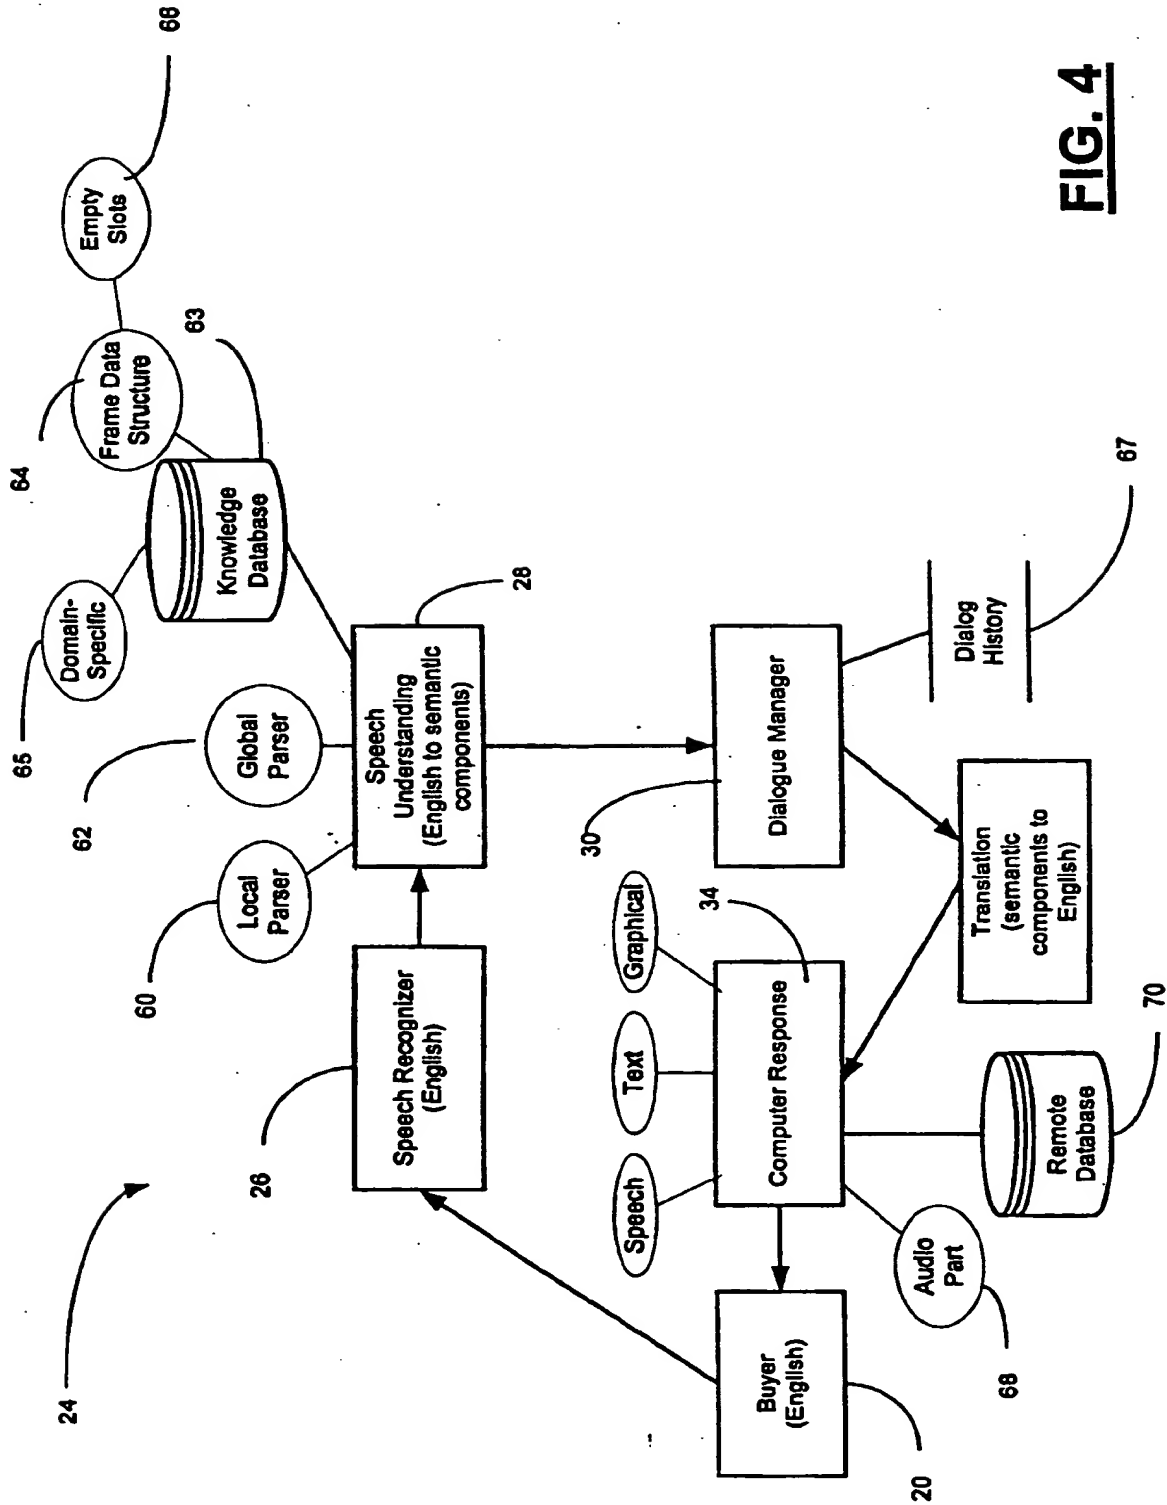 64
65
24
Domain-
Specific
Frame Data
Structure
Empty
Slots
66
62
60
63
Local
Parser
Global
Parser
Knowledge
Database
26
Speech Recognizer
(English)
Speech
Understanding
(English to semantic
components)
28
30
Speech
Text
Graphical
34
Buyer
(English)
Computer Response
Dialogue Manager
20
Audio
Part
68
Dialog
History
67
Translation
(semantic
components to
English)
Remote
Database
70
FIG. 4